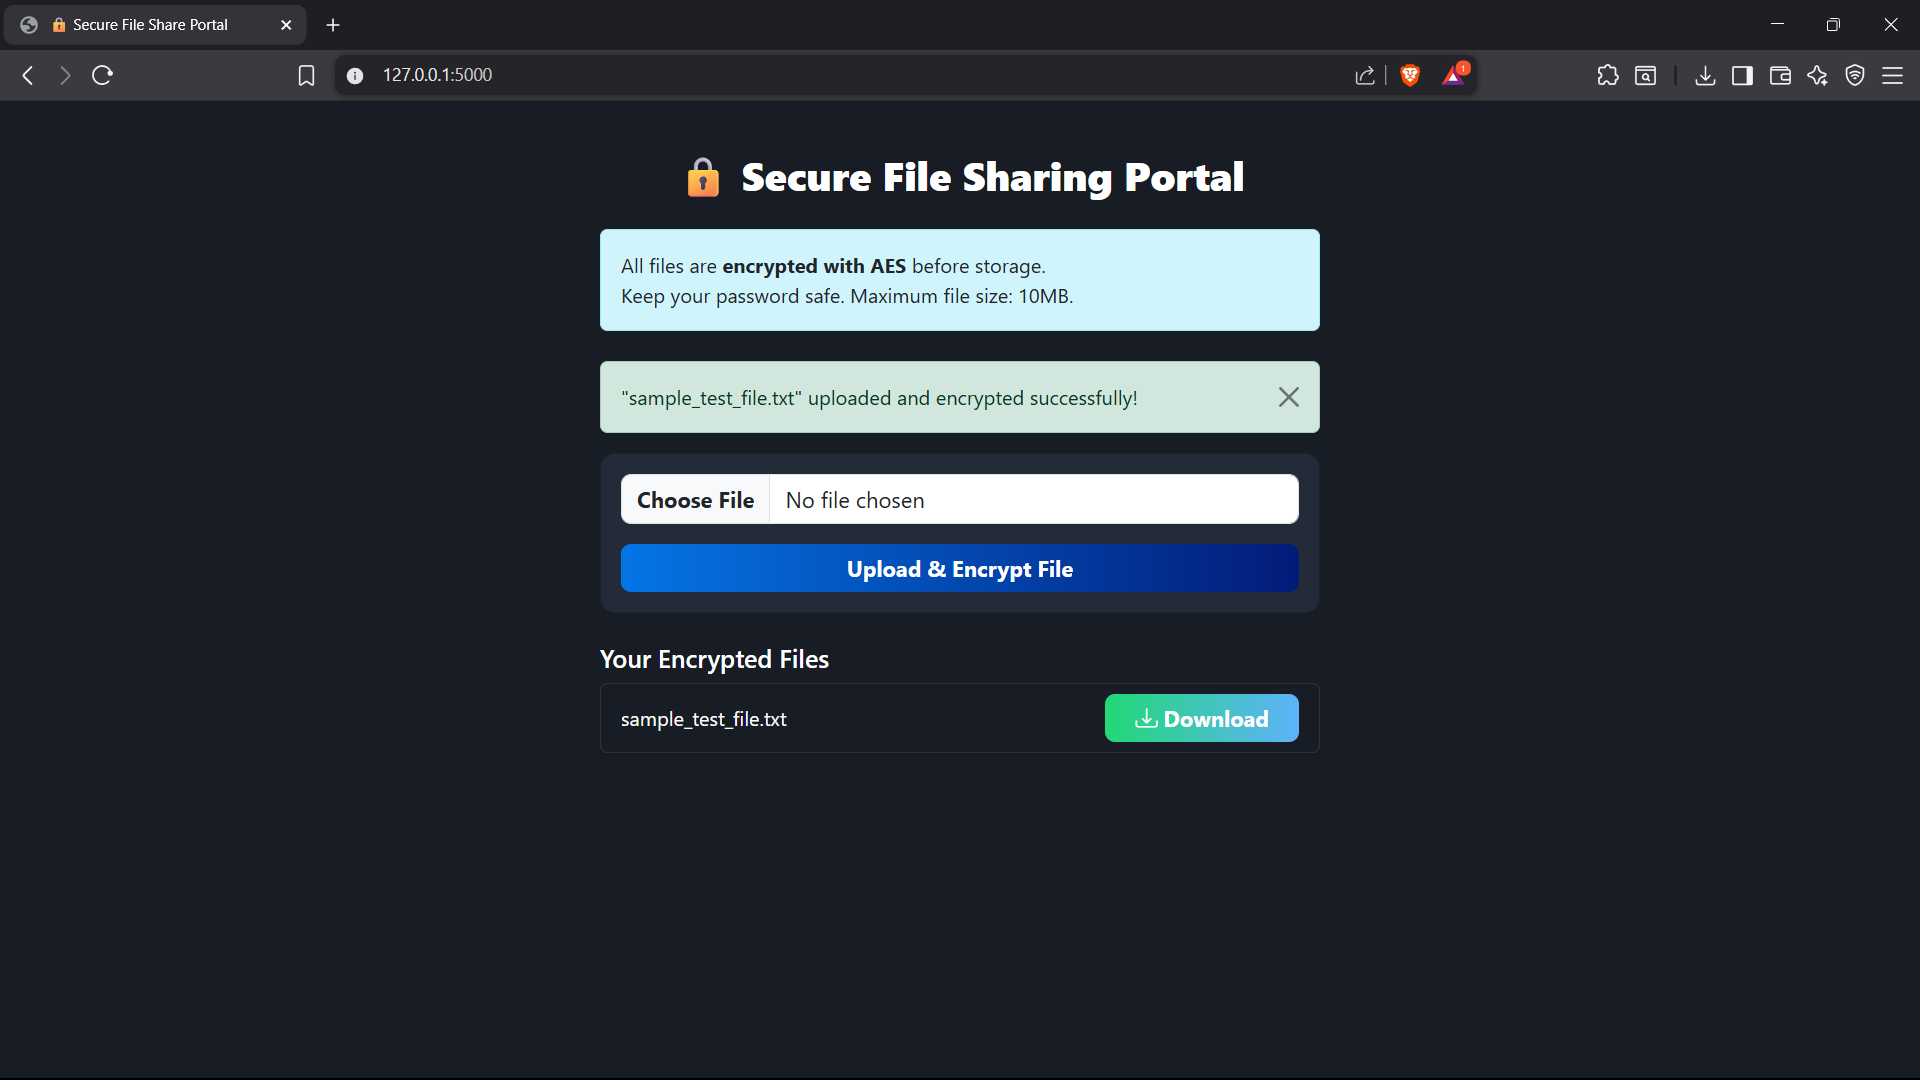 Secure File Share Portal
127.0.0.1:5000
1
Secure File Sharing Portal
All files are encrypted with AES before storage.
Keep your password safe. Maximum file size: 10MB.
"sample_test_file.txt" uploaded and encrypted successfully!
Choose File No file chosen
Upload & Encrypt File
Your Encrypted Files
sample_test_file.txt Download